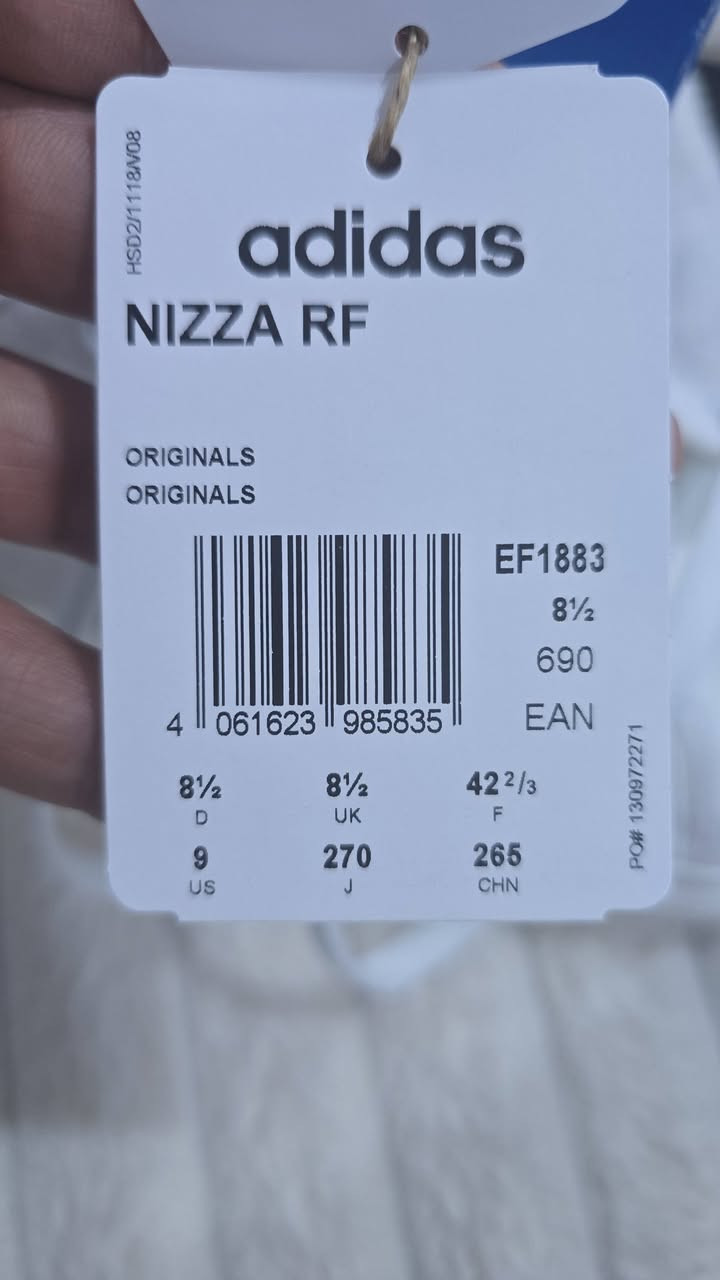 HSD2/1118/V08
adidas
NIZZA RF
ORIGINALS
ORIGINALS
EF1883
8½
690
EAN
4 061623 985835
8½ 8½ 42 2/3
D UK F
9 270 265
US J CHN
PO# 130972271